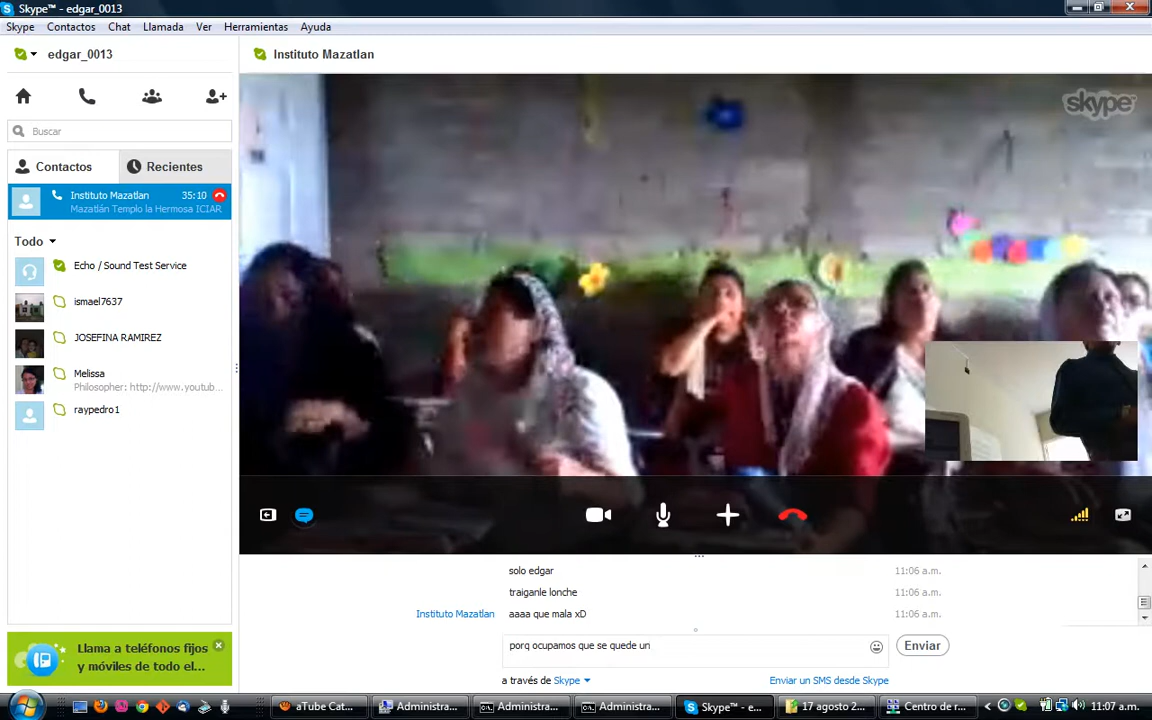 Skype™ - edgar_0013
Skype Contactos Chat Llamada Ver Herramientas Ayuda
edgar_0013
Instituto Mazatlan
skype
Buscar
Contactos
Recientes
Instituto Mazatlan 35:10
Mazatlán Templo la Hermosa ICIAR
Todo
Echo / Sound Test Service
ismael7637
JOSEFINA RAMIREZ
Melissa
Philosopher: http://www.youtub...
raypedro1
solo edgar 11:06 a.m.
traiganle lonche 11:06 a.m.
Instituto Mazatlan aaaa que mala xD 11:06 a.m.
porq ocupamos que se quede un
Enviar
a través de Skype
Enviar un SMS desde Skype
Llama a teléfonos fijos
y móviles de todo el...
aTube Cat...
Administra...
Administra...
Administra...
Skype™ - e...
17 agosto 2...
Centro de r...
11:07 a.m.